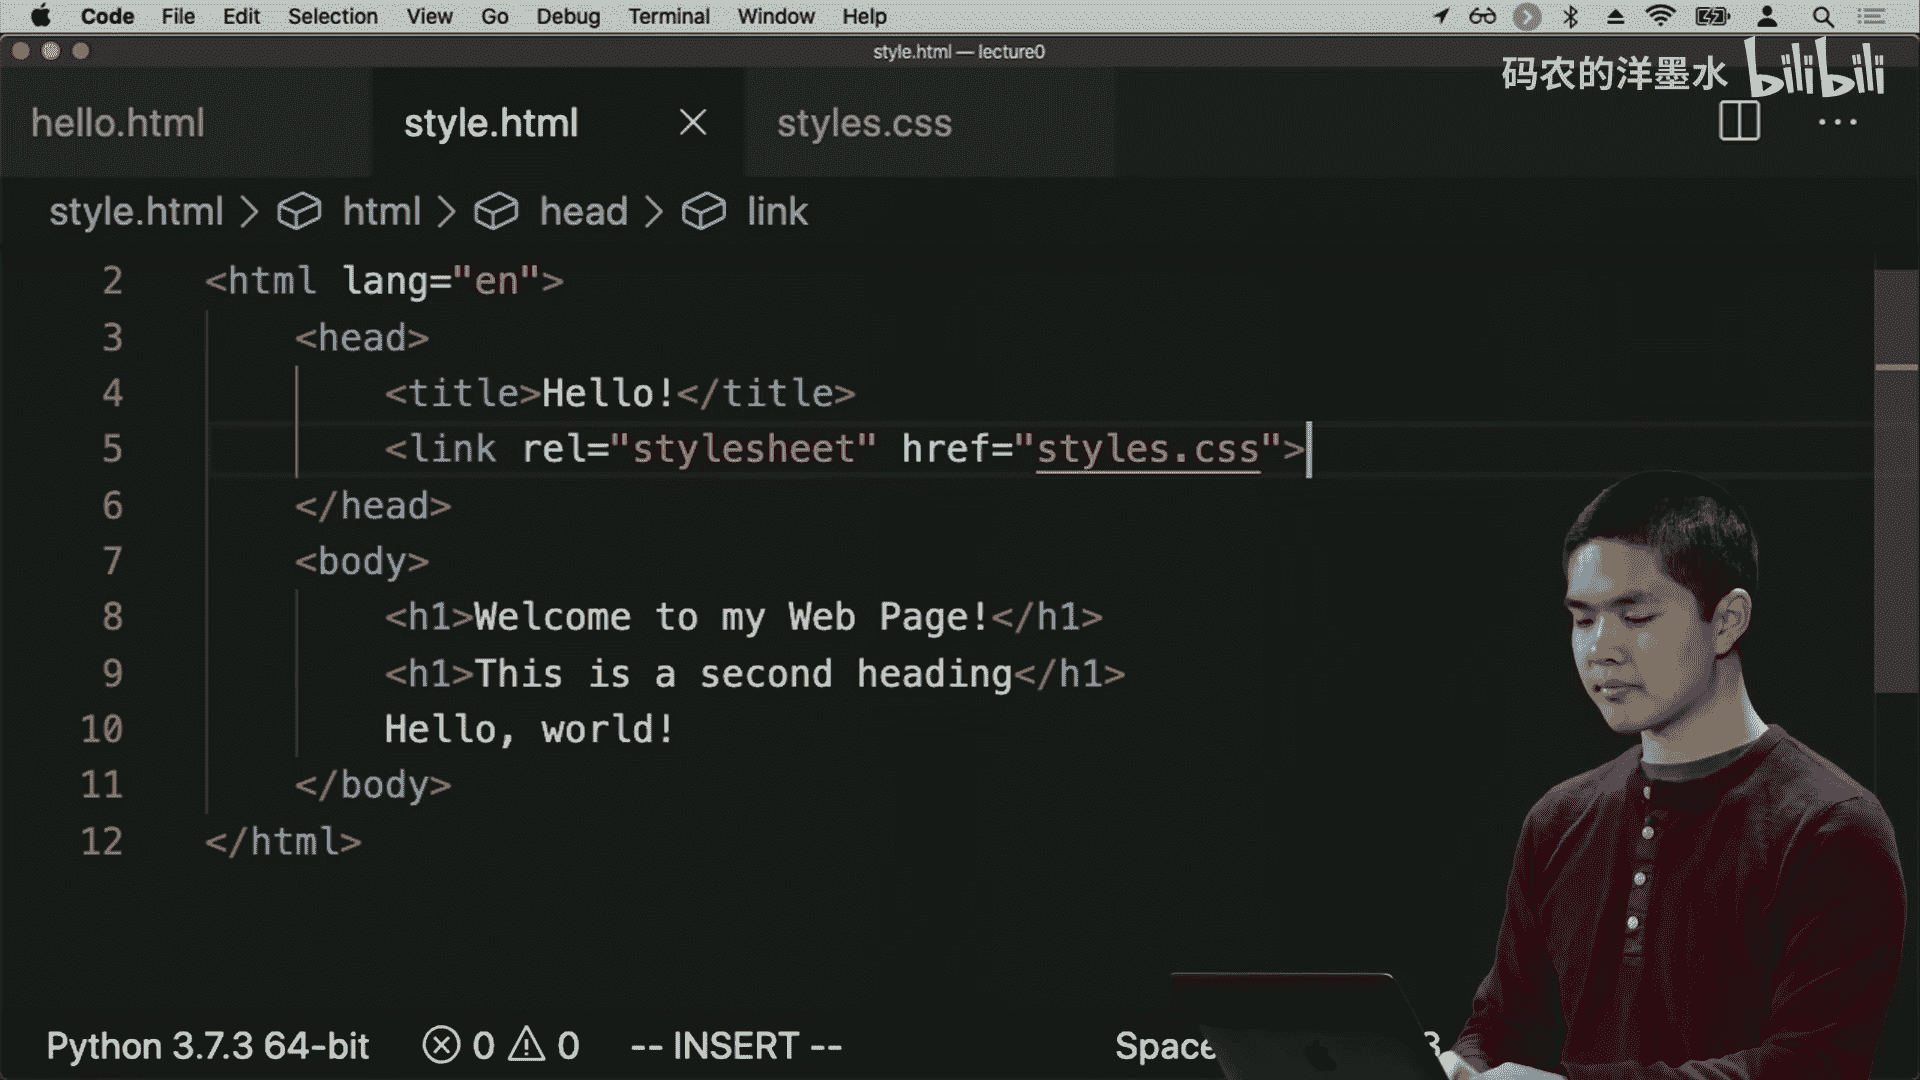 Code File Edit Selection View Go Debug Terminal Window Help
style.html — lecture0
码农的洋墨水 bilibili
hello.html style.html styles.css
style.html > html > head > link
2 <html lang="en">
3 <head>
4 <title>Hello!</title>
5 <link rel="stylesheet" href="styles.css">
6 </head>
7 <body>
8 <h1>Welcome to my Web Page!</h1>
9 <h1>This is a second heading</h1>
10 Hello, world!
11 </body>
12 </html>
Python 3.7.3 64-bit 0 0 -- INSERT --